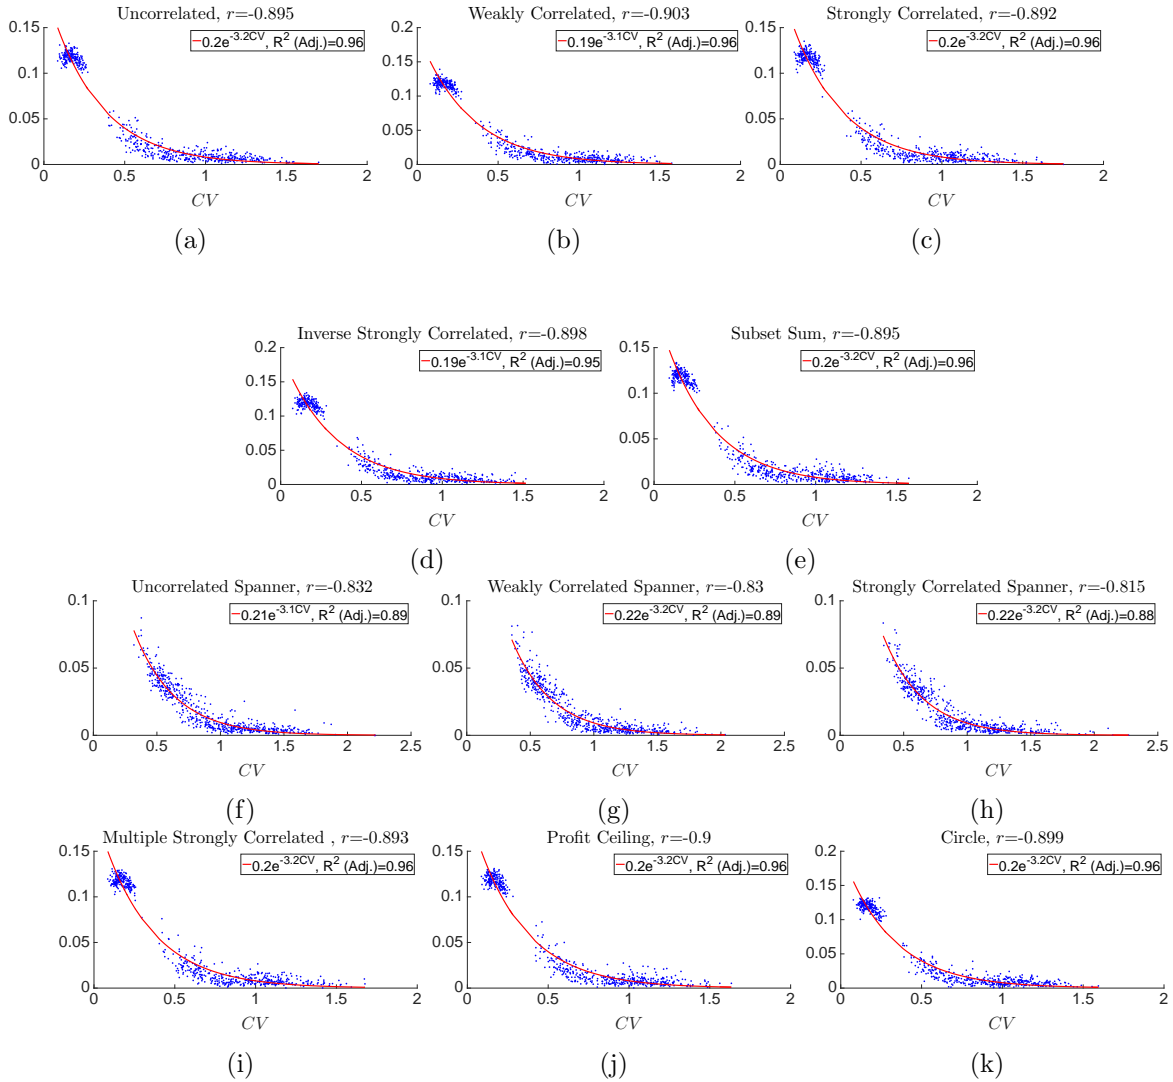 Uncorrelated, r=-0.895
0.15
0.1
0.05
0
0.2e^-3.2CV, R^2 (Adj.)=0.96
0 0.5 1 1.5 2
CV
(a)
Weakly Correlated, r=-0.903
0.2
0.15
0.1
0.05
0
0.19e^-3.1CV, R^2 (Adj.)=0.96
0 0.5 1 1.5 2
CV
(b)
Strongly Correlated, r=-0.892
0.15
0.1
0.05
0
0.2e^-3.2CV, R^2 (Adj.)=0.96
0 0.5 1 1.5 2
CV
(c)
Inverse Strongly Correlated, r=-0.898
0.2
0.15
0.1
0.05
0
0.19e^-3.1CV, R^2 (Adj.)=0.95
0 0.5 1 1.5 2
CV
(d)
Subset Sum, r=-0.895
0.15
0.1
0.05
0
0.2e^-3.2CV, R^2 (Adj.)=0.96
0 0.5 1 1.5 2
CV
(e)
Uncorrelated Spanner, r=-0.832
0.1
0.05
0
0.21e^-3.1CV, R^2 (Adj.)=0.89
0 0.5 1 1.5 2 2.5
CV
(f)
Weakly Correlated Spanner, r=-0.83
0.1
0.05
0
0.22e^-3.2CV, R^2 (Adj.)=0.89
0 0.5 1 1.5 2 2.5
CV
(g)
Strongly Correlated Spanner, r=-0.815
0.1
0.05
0
0.22e^-3.2CV, R^2 (Adj.)=0.88
0 0.5 1 1.5 2 2.5
CV
(h)
Multiple Strongly Correlated , r=-0.893
0.15
0.1
0.05
0
0.2e^-3.2CV, R^2 (Adj.)=0.96
0 0.5 1 1.5 2
CV
(i)
Profit Ceiling, r=-0.9
0.15
0.1
0.05
0
0.2e^-3.2CV, R^2 (Adj.)=0.96
0 0.5 1 1.5 2
CV
(j)
Circle, r=-0.899
0.2
0.15
0.1
0.05
0
0.2e^-3.2CV, R^2 (Adj.)=0.96
0 0.5 1 1.5 2
CV
(k)